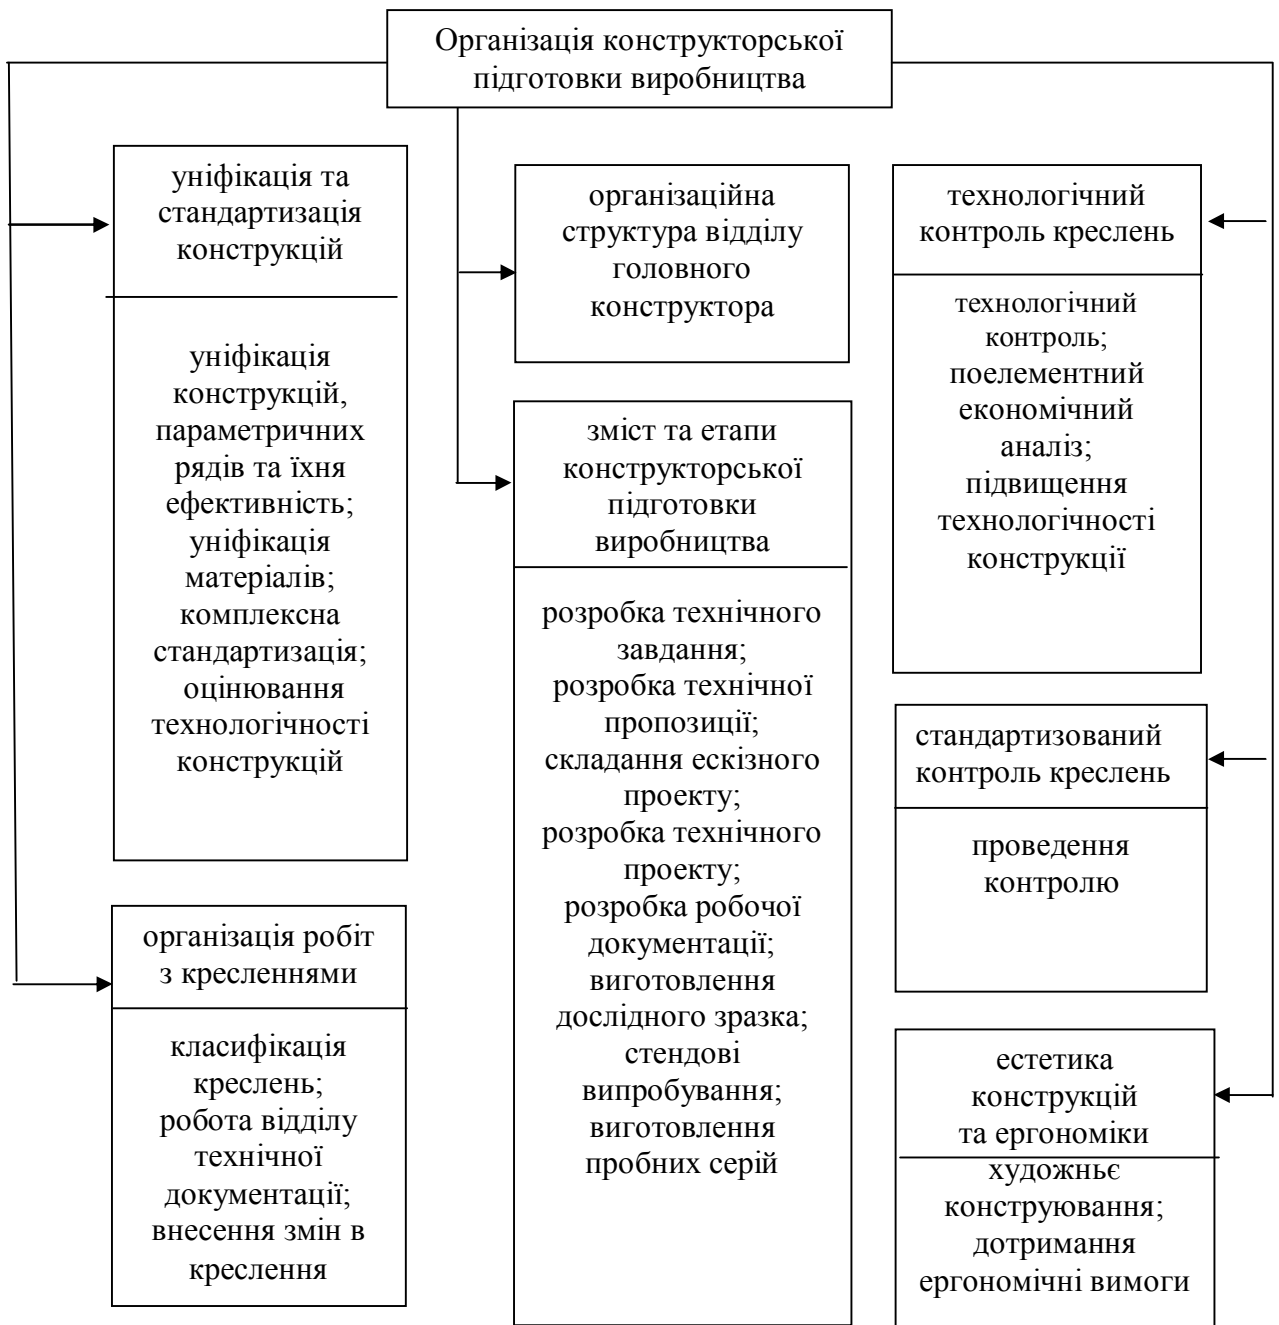 Організація конструкторської
підготовки виробництва
уніфікація та
стандартизація
конструкцій
уніфікація
конструкцій,
параметричних
рядів та їхня
ефективність;
уніфікація
матеріалів;
комплексна
стандартизація;
оцінювання
технологічності
конструкцій
організація робіт
з кресленнями
класифікація
креслень;
робота відділу
технічної
документації;
внесення змін в
креслення
організаційна
структура відділу
головного
конструктора
зміст та етапи
конструкторської
підготовки
виробництва
розробка технічного
завдання;
розробка технічної
пропозиції;
складання ескізного
проекту;
розробка технічного
проекту;
розробка робочої
документації;
виготовлення
дослідного зразка;
стендові
випробування;
виготовлення
пробних серій
технологічний
контроль креслень
технологічний
контроль;
поелементний
економічний
аналіз;
підвищення
технологічності
конструкції
стандартизований
контроль креслень
проведення
контролю
естетика
конструкцій
та ергономіки
художньє
конструювання;
дотримання
ергономічні вимоги